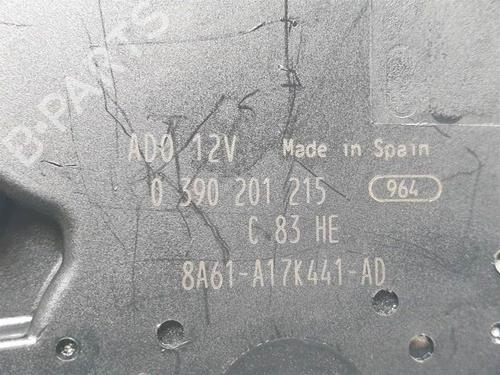 B-PARTS
ADO 12V Made in Spain
0 390 201 215 964
C 83 HE
8A61-A17K441-AD